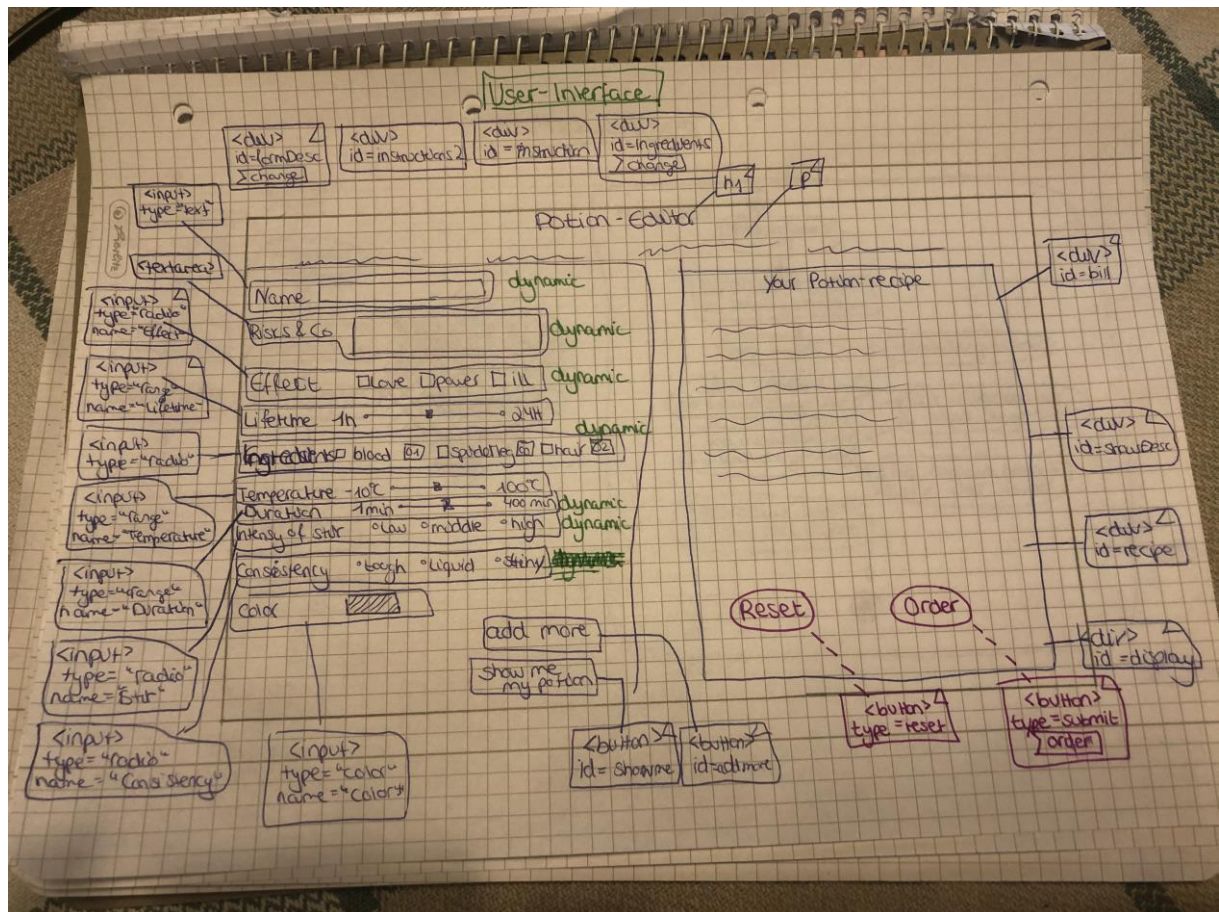 User-Interface
<div>
id=formDesc
change
<div>
id=instructions2
<div>
id=instruction
<div>
id=Ingredients
change
h1
p
<input>
type="text"
Potion-Editor
<textarea>
<div>
id=bill
Name
dynamic
Your Potion-recipe
<input>
type="radio"
name="Effect"
Risks & Co
dynamic
Effect love power ill
dynamic
<input>
type="range"
name="Lifetime"
Lifetime 1h 24H
dynamic
<input>
type="radio"
Ingredients blood 01 spiderleg hair 02
<div>
id=showDesc
<input>
type="range"
name="Temperature"
Temperature -10°C 100°C
Duration 1min 400 min
dynamic
Intensy of stir low middle high
dynamic
<div>
id=recipe
<input>
type="range"
name="Duration"
Consistency tough liquid shiny
Color
Reset
Order
add more
show me
my potion
<div>
id=display
<input>
type="radio"
name="Stir"
<button>
type=reset
<button>
type=submit
order
<input>
type="radio"
name="Consistency"
<input>
type="color"
name="Color"
<button>
id=showme
<button>
id=addmore